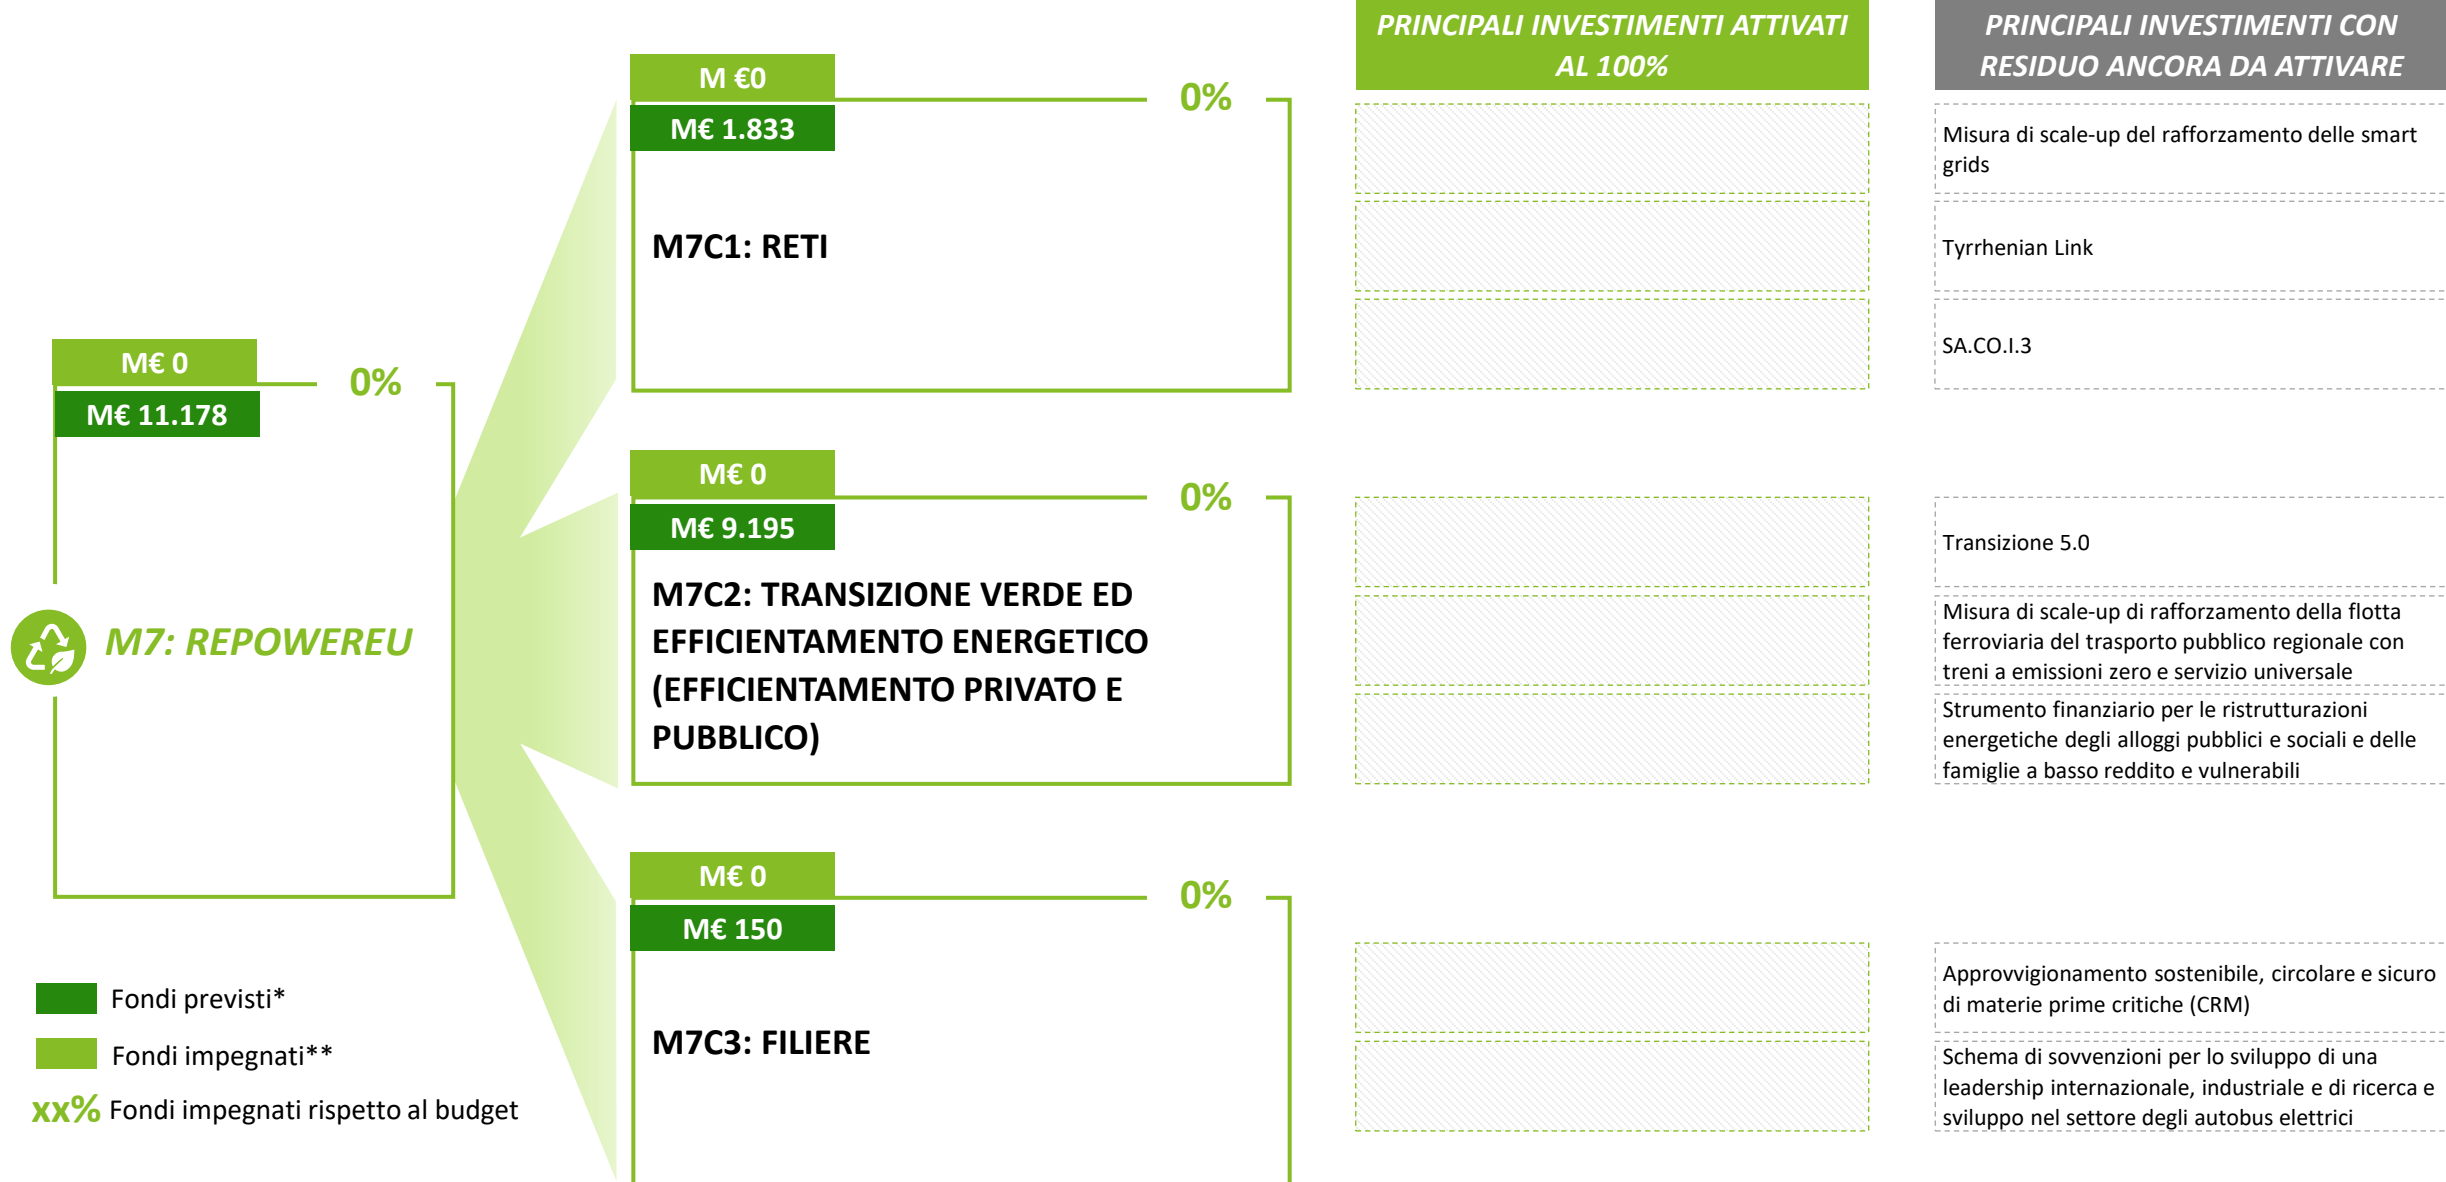 PRINCIPALI INVESTIMENTI ATTIVATI
AL 100%
PRINCIPALI INVESTIMENTI CON
RESIDUO ANCORA DA ATTIVARE
M€ 0
0%
M€ 11.178
M7: REPOWEREU
M €0
0%
M€ 1.833
M7C1: RETI
Misura di scale-up del rafforzamento delle smart
grids
Tyrrhenian Link
SA.CO.I.3
M€ 0
0%
M€ 9.195
M7C2: TRANSIZIONE VERDE ED
EFFICIENTAMENTO ENERGETICO
(EFFICIENTAMENTO PRIVATO E
PUBBLICO)
Transizione 5.0
Misura di scale-up di rafforzamento della flotta
ferroviaria del trasporto pubblico regionale con
treni a emissioni zero e servizio universale
Strumento finanziario per le ristrutturazioni
energetiche degli alloggi pubblici e sociali e delle
famiglie a basso reddito e vulnerabili
M€ 0
0%
M€ 150
M7C3: FILIERE
Approvvigionamento sostenibile, circolare e sicuro
di materie prime critiche (CRM)
Schema di sovvenzioni per lo sviluppo di una
leadership internazionale, industriale e di ricerca e
sviluppo nel settore degli autobus elettrici
Fondi previsti*
Fondi impegnati**
xx% Fondi impegnati rispetto al budget